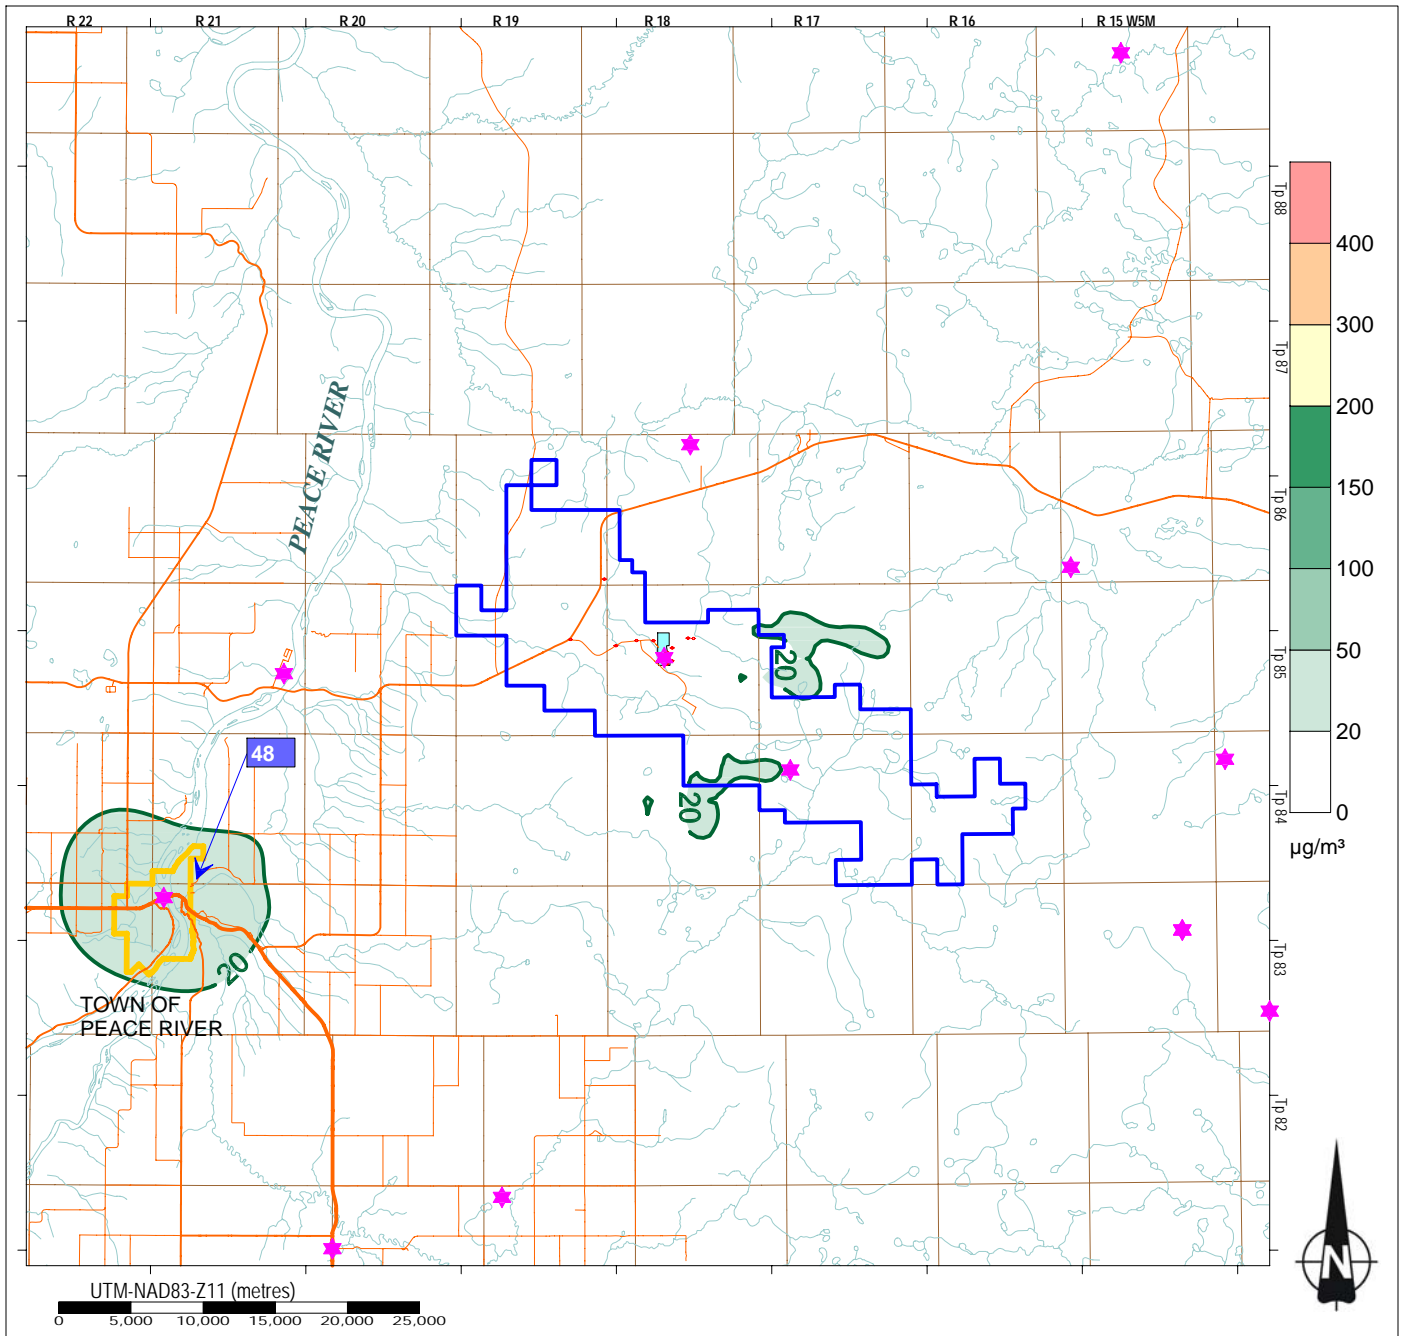 R 22 R 21 R 20 R 19 R 18 R 17 R 16 R 15 W5M
Tp 88
400
300
Tp 87
PEACE RIVER
200
150
Tp 86
100
50
20
Tp 85
20
48
20
Tp 84
0
µg/m³
20
Tp 83
TOWN OF
PEACE RIVER
Tp 82
N
UTM-NAD83-Z11 (metres)
0 5,000 10,000 15,000 20,000 25,000